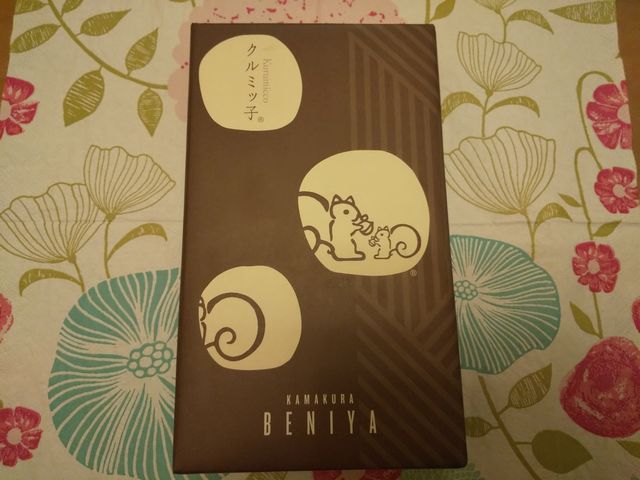 クルミッ子®
Kurumicco
®
KAMAKURA
BENIYA